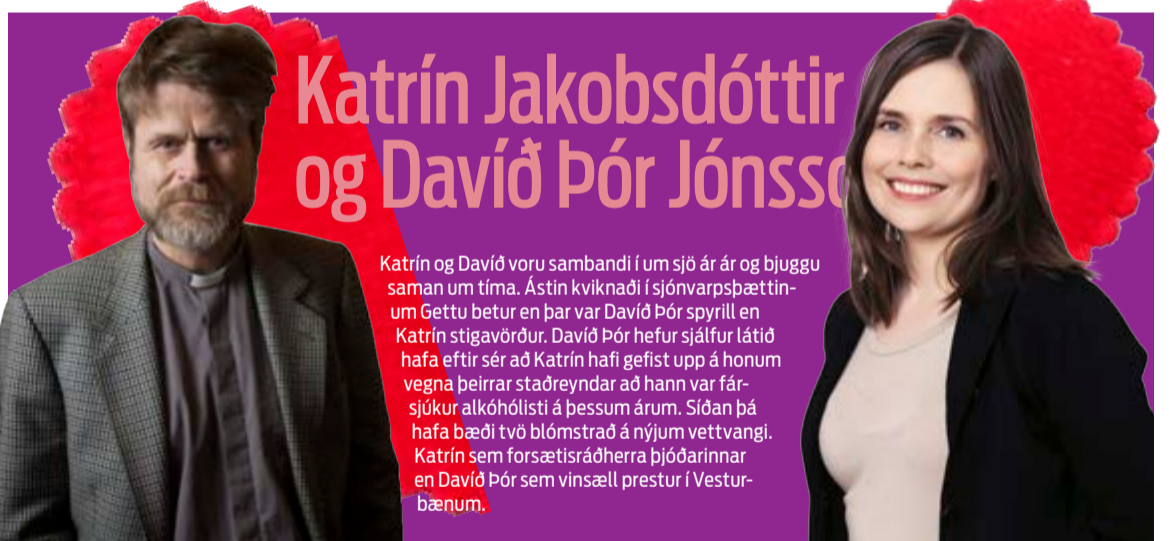 Katrín Jakobsdóttir
og Davíð Þór Jónsso
Katrín og Davíð voru sambandi í um sjö ár ár og bjuggu
saman um tíma. Ástin kviknaði í sjónvarpsþættin-
um Gettu betur en þar var Davíð Þór spyrill en
Katrín stigavörður. Davíð Þór hefur sjálfur látið
hafa eftir sér að Katrín hafi gefist upp á honum
vegna þeirrar staðreyndar að hann var fár-
sjúkur alkóhólisti á þessum árum. Síðan þá
hafa bæði tvö blómstrað á nýjum vettvangi.
Katrín sem forsætisráðherra þjóðarinnar
en Davíð Þór sem vinsæll prestur í Vestur-
bænum.